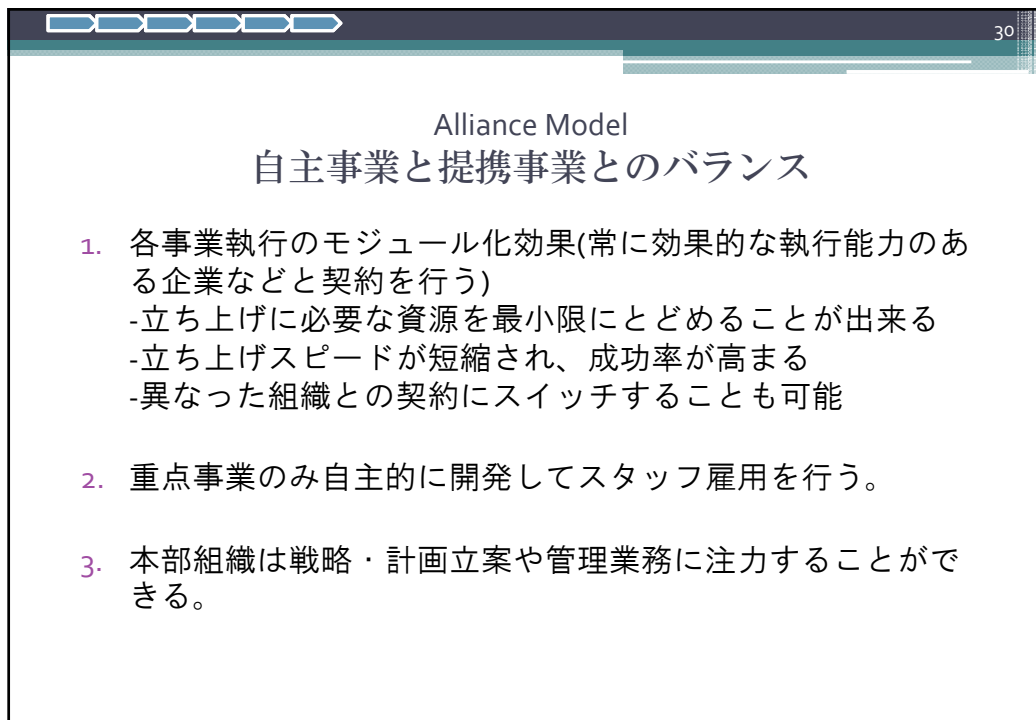 30
Alliance Model
自主事業と提携事業とのバランス
1. 各事業執行のモジュール化効果(常に効果的な執行能力のあ
る企業などと契約を行う)
-立ち上げに必要な資源を最小限にとどめることが出来る
-立ち上げスピードが短縮され、成功率が高まる
-異なった組織との契約にスイッチすることも可能
2. 重点事業のみ自主的に開発してスタッフ雇用を行う。
3. 本部組織は戦略・計画立案や管理業務に注力することがで
きる。